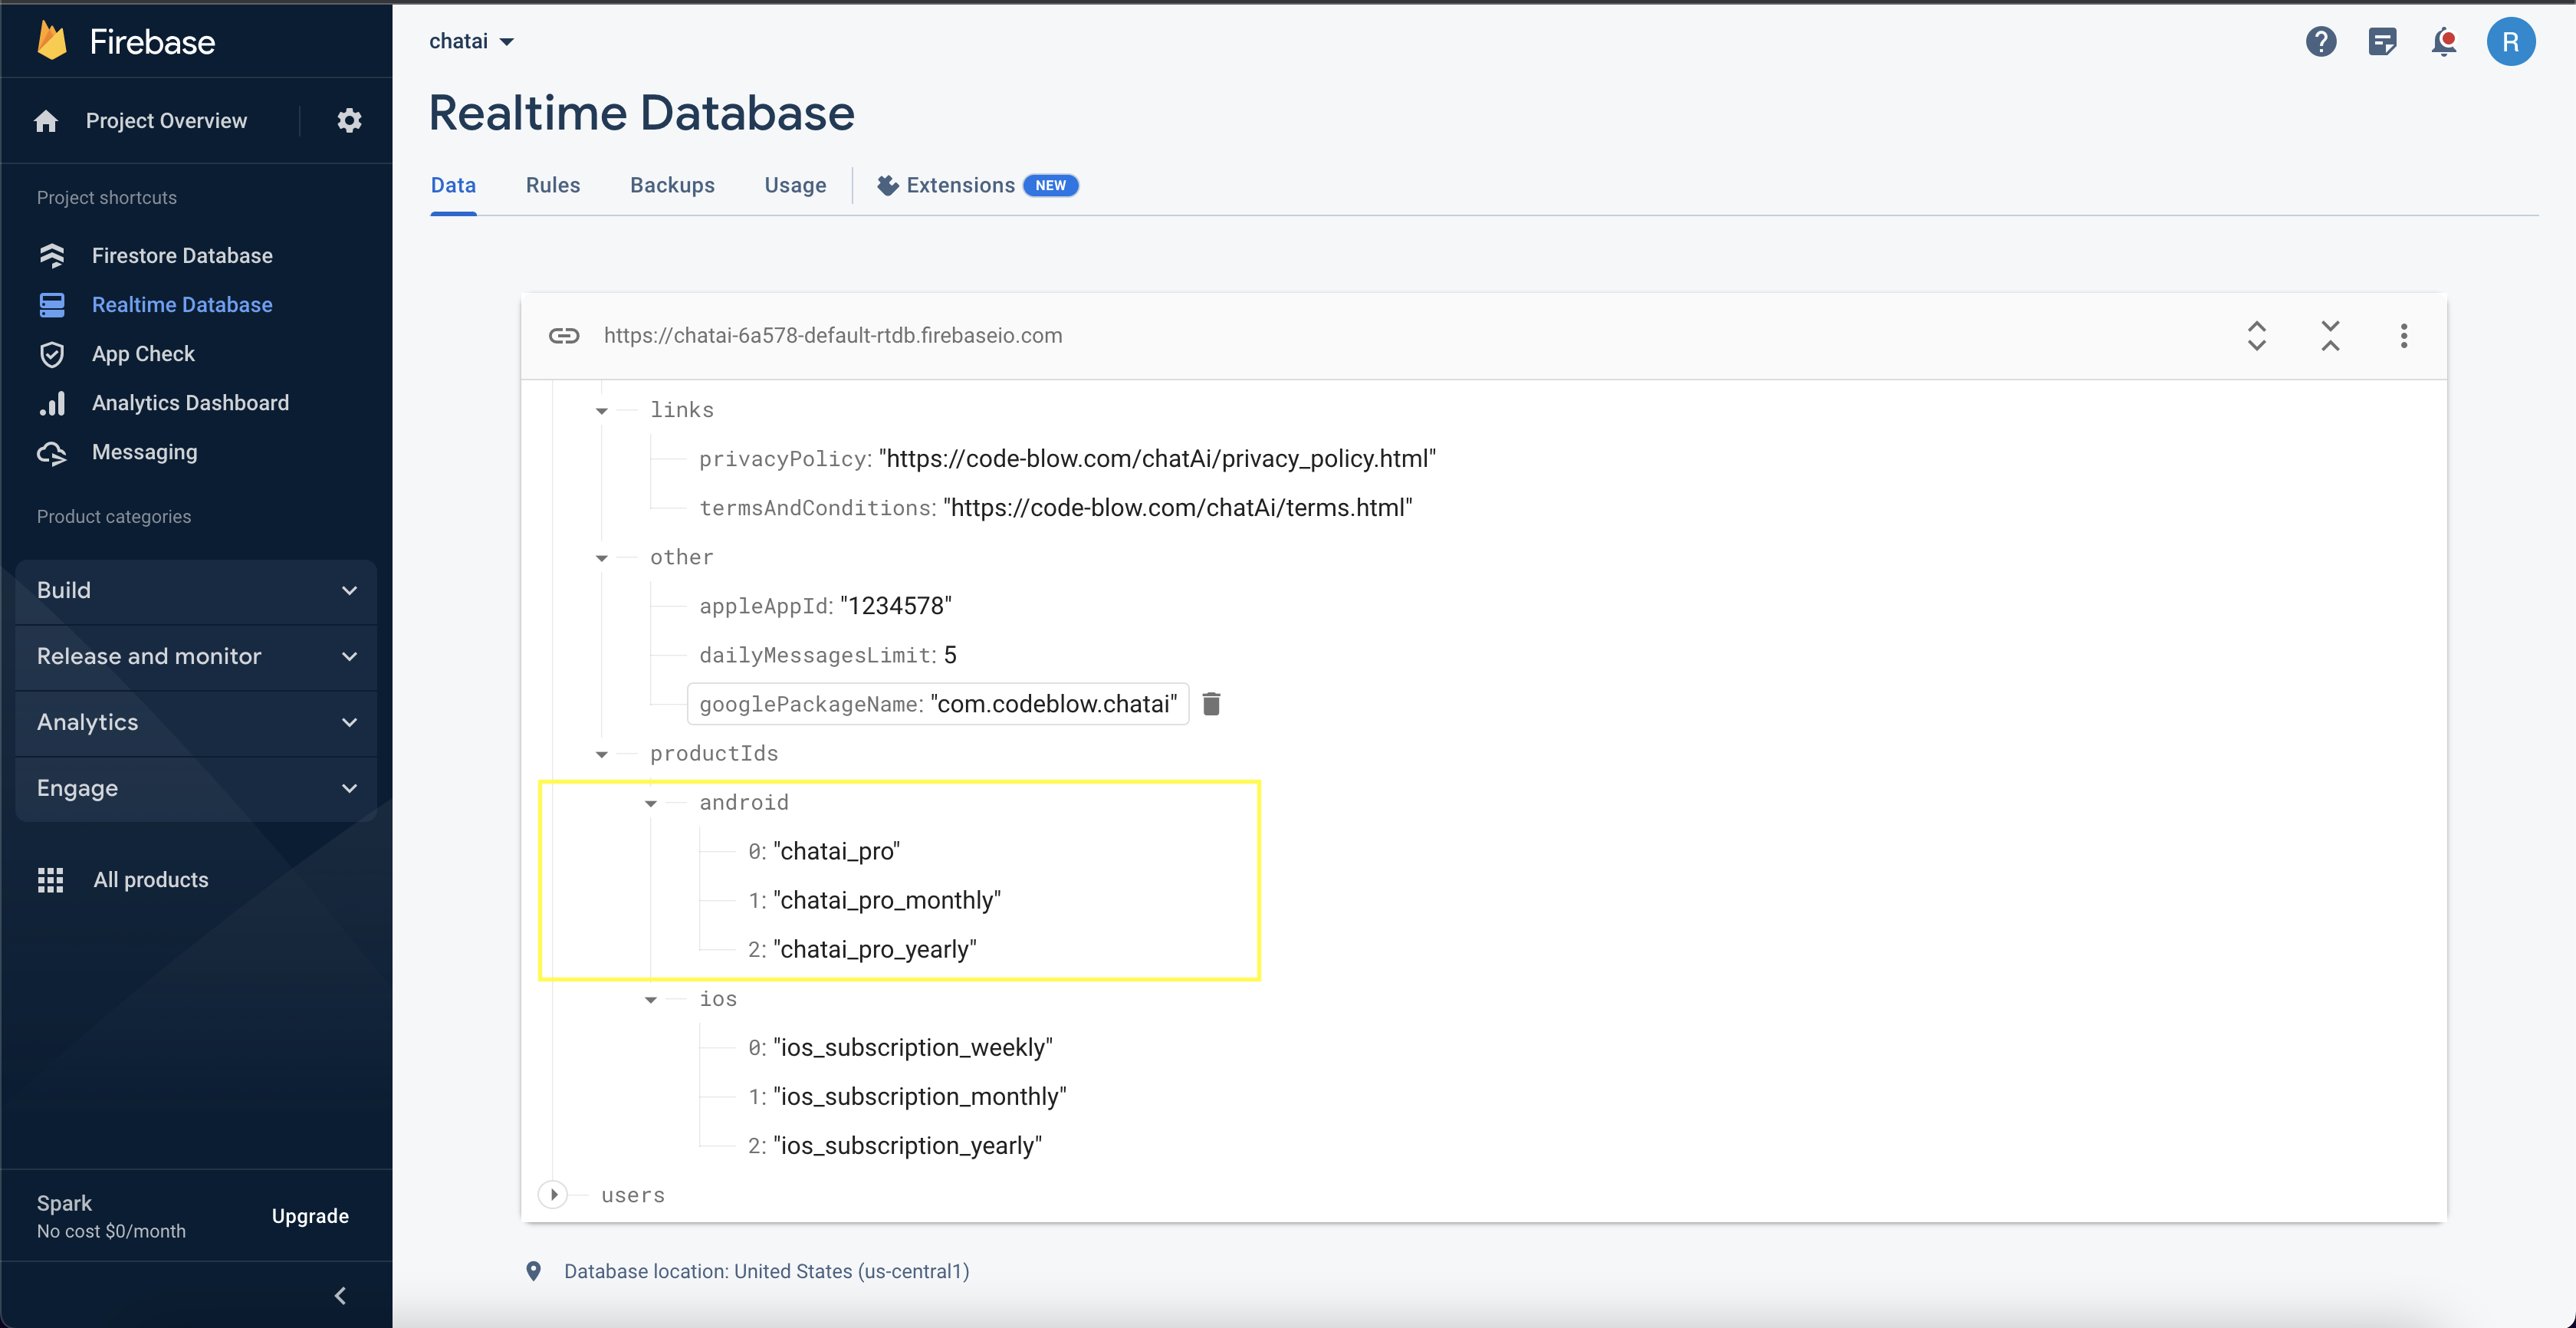 Firebase
Project Overview
Project shortcuts
Firestore Database
Realtime Database
App Check
Analytics Dashboard
Messaging
Product categories
Build
Release and monitor
Analytics
Engage
All products
Spark
No cost $0/month
Upgrade
chatai
R
Realtime Database
Data Rules Backups Usage Extensions NEW
https://chatai-6a578-default-rtdb.firebaseio.com
links
privacyPolicy: "https://code-blow.com/chatAi/privacy_policy.html"
termsAndConditions: "https://code-blow.com/chatAi/terms.html"
other
appleAppId: "1234578"
dailyMessagesLimit: 5
googlePackageName: "com.codeblow.chatai"
productIds
android
0: "chatai_pro"
1: "chatai_pro_monthly"
2: "chatai_pro_yearly"
ios
0: "ios_subscription_weekly"
1: "ios_subscription_monthly"
2: "ios_subscription_yearly"
users
Database location: United States (us-central1)